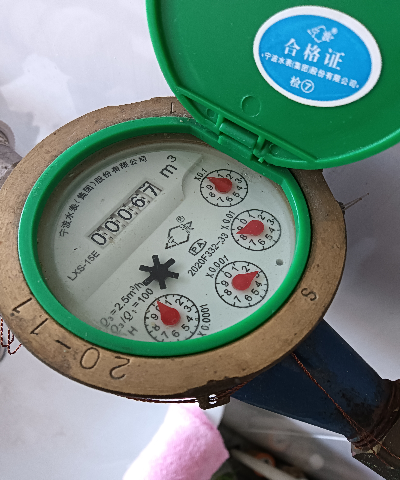 合格证
宁波水表(集团)股份有限公司
检⑦
宁波水表(集团)股份有限公司
00067 m³
LXS-15E
2020F332-33
Q₃=2.5m³/h
Q₃/Q₁=100
H
X0.1
X0.01
X0.001
X0.0001
20-11
S